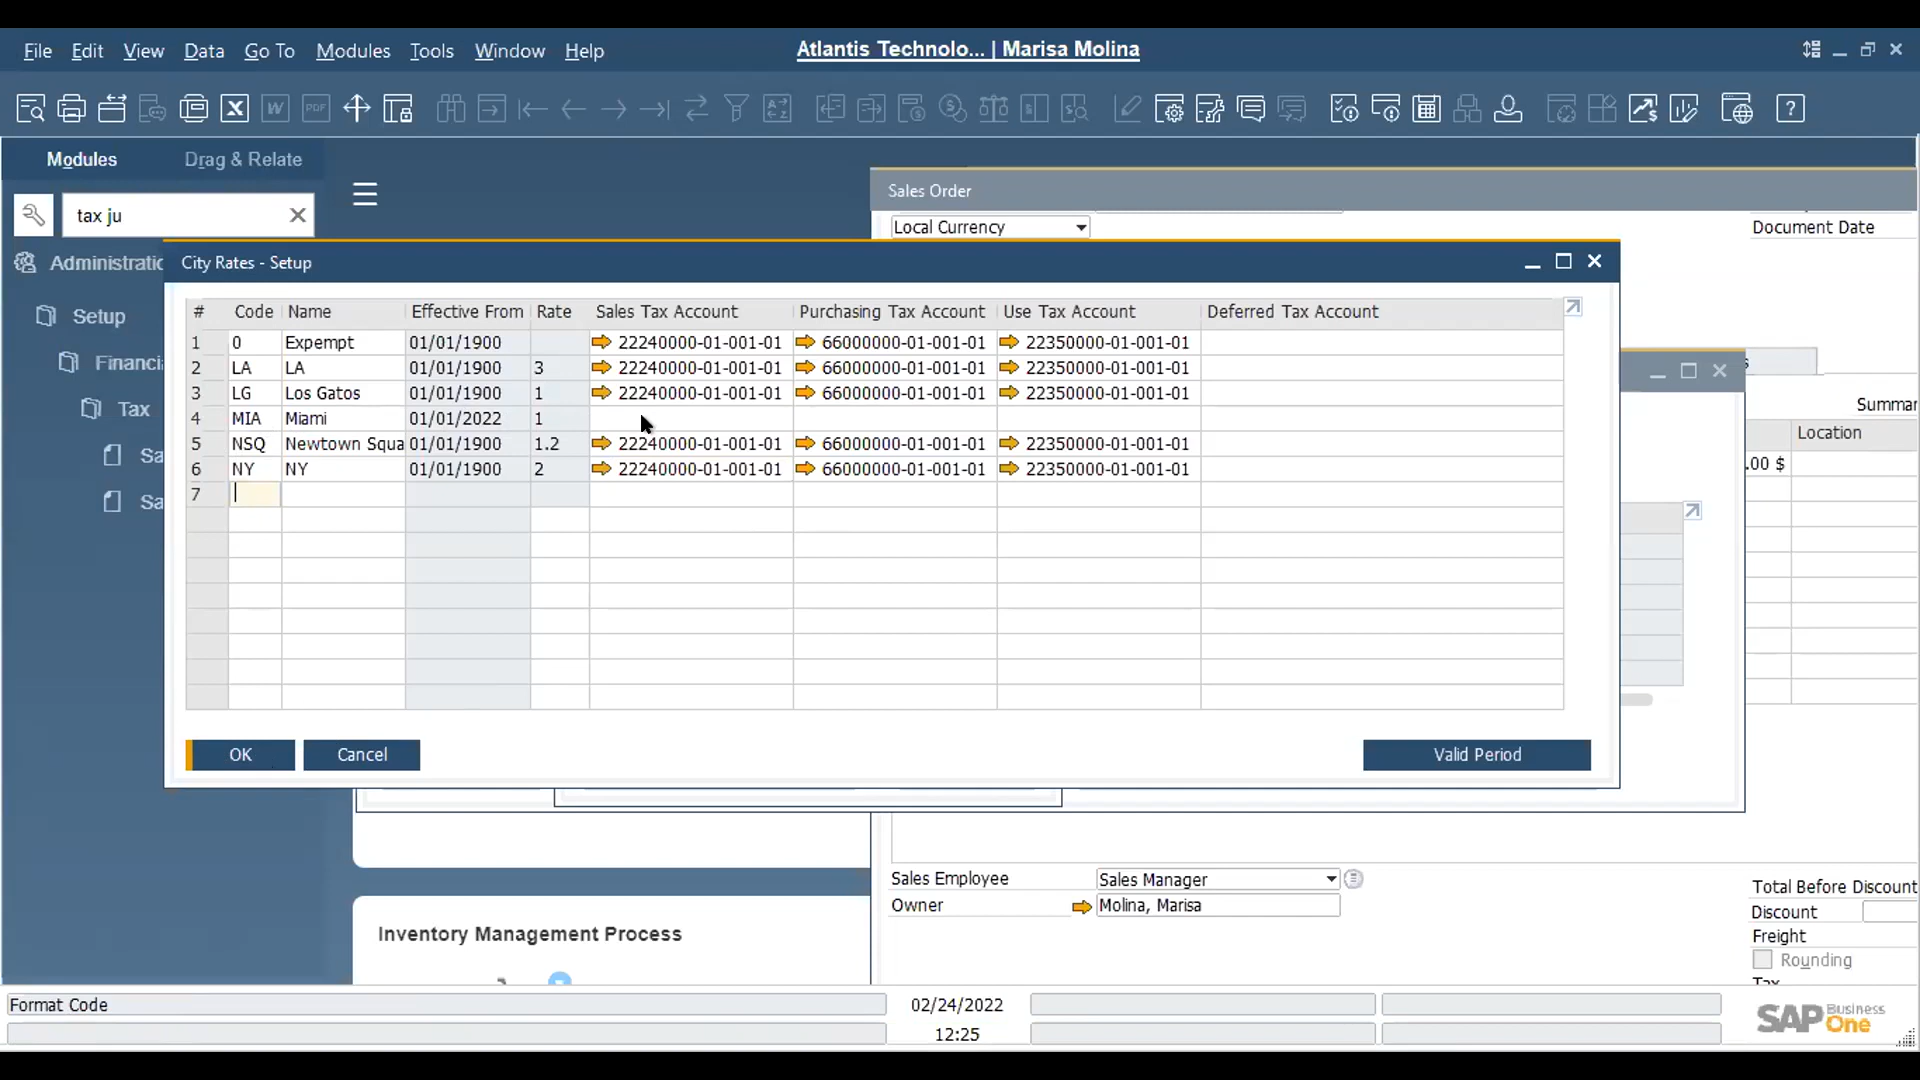 File Edit View Data Go To Modules Tools Window Help
Atlantis Technolo... | Marisa Molina
Modules Drag & Relate
tax ju
Administratic
Setup
Financi
Tax
Sa
Sa
Sales Order
Local Currency
Document Date
City Rates - Setup
# Code Name Effective From Rate Sales Tax Account Purchasing Tax Account Use Tax Account Deferred Tax Account
1 0 Expempt 01/01/1900 22240000-01-001-01 66000000-01-001-01 22350000-01-001-01
2 LA LA 01/01/1900 3 22240000-01-001-01 66000000-01-001-01 22350000-01-001-01
3 LG Los Gatos 01/01/1900 1 22240000-01-001-01 66000000-01-001-01 22350000-01-001-01
4 MIA Miami 01/01/2022 1
5 NSQ Newtown Squa 01/01/1900 1.2 22240000-01-001-01 66000000-01-001-01 22350000-01-001-01
6 NY NY 01/01/1900 2 22240000-01-001-01 66000000-01-001-01 22350000-01-001-01
7
OK Cancel Valid Period
Summar
Location
.00 $
Sales Employee Sales Manager
Owner Molina, Marisa
Total Before Discount
Discount
Freight
Rounding
Tax
Inventory Management Process
Format Code
02/24/2022
12:25
SAP Business One